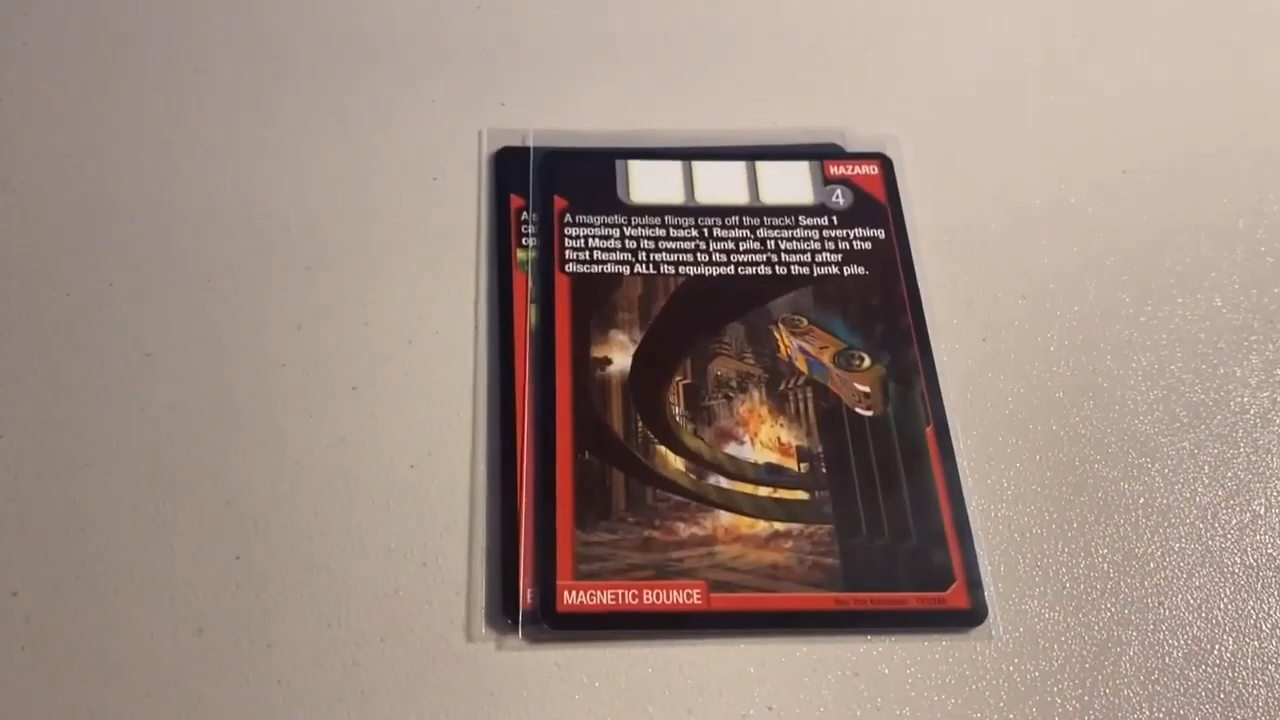 HAZARD
4
A magnetic pulse flings cars off the track! Send 1
opposing Vehicle back 1 Realm, discarding everything
but Mods to its owner's junk pile. If Vehicle is in the
first Realm, it returns to its owner's hand after
discarding ALL its equipped cards to the junk pile.
MAGNETIC BOUNCE